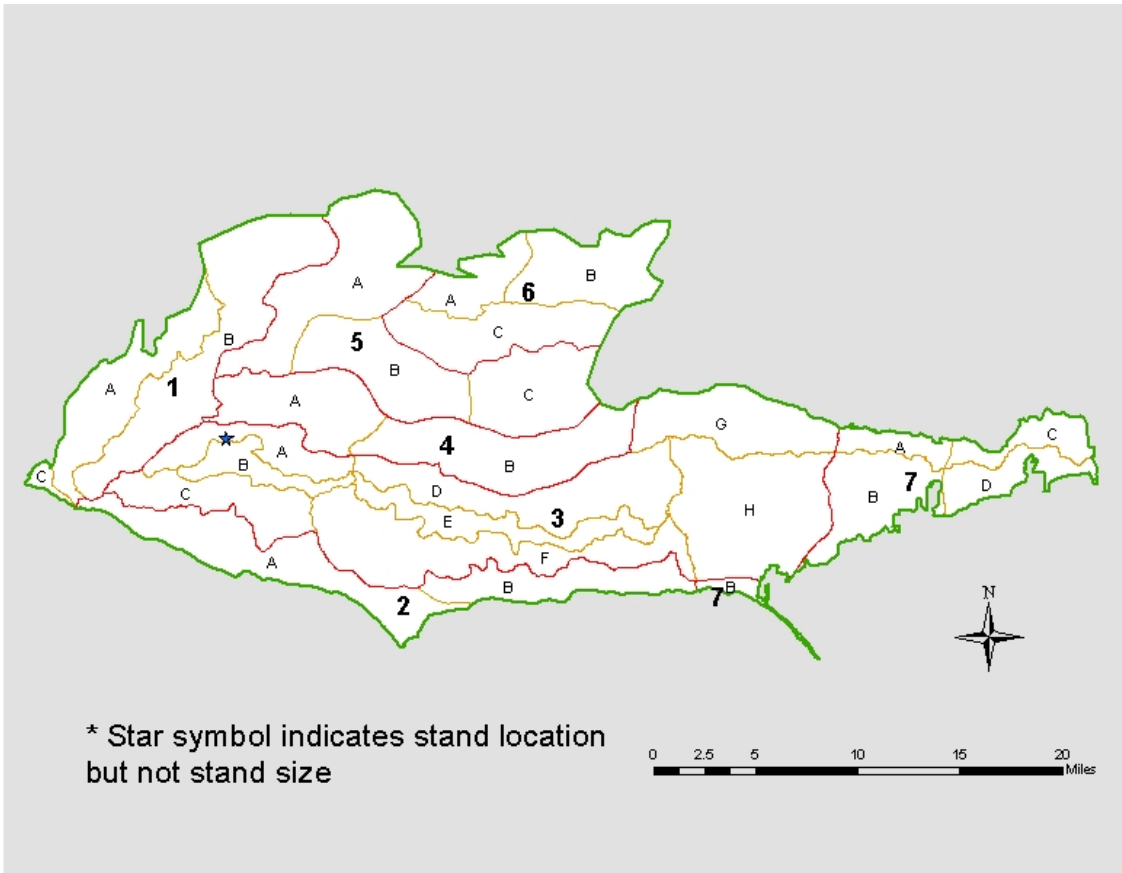 A
A
B
6
B
C
5
B
A
1
C
A
4
G
C
A
B
A
B
C
D
7
D
C
B
E
3
H
F
A
B
B
2
7
N
* Star symbol indicates stand location
but not stand size
0 2.5 5 10 15 20
Miles